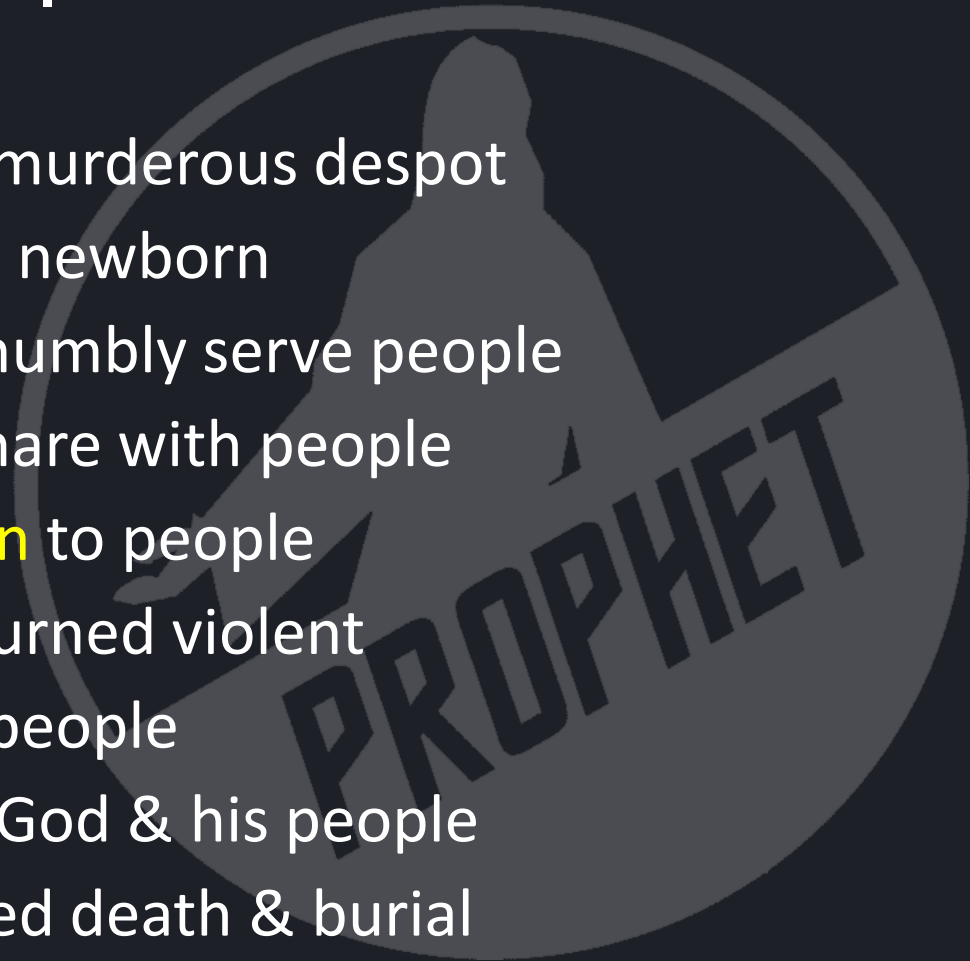 murderous despot
newborn
humbly serve people
hare with people
n to people
urned violent
people
God & his people
ed death & burial
PROPHET